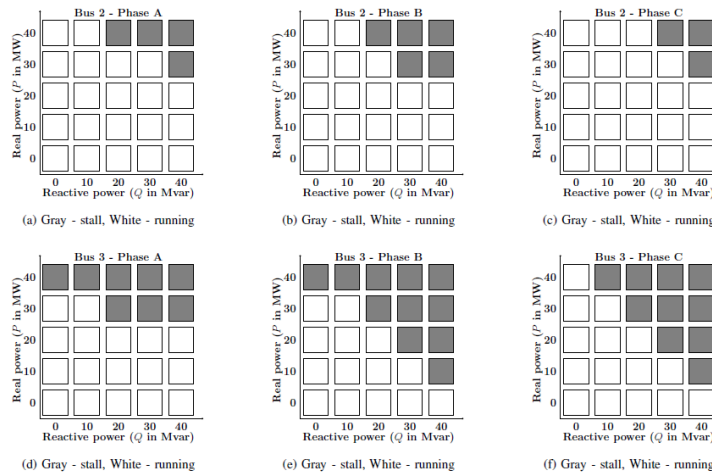 Bus 2 - Phase A
Real power (P in MW)
40
30
20
10
0
0 10 20 30 40
Reactive power (Q in Mvar)
(a) Gray - stall, White - running
Bus 2 - Phase B
Real power (P in MW)
40
30
20
10
0
0 10 20 30 40
Reactive power (Q in Mvar)
(b) Gray - stall, White - running
Bus 2 - Phase C
Real power (P in MW)
40
30
20
10
0
0 10 20 30 40
Reactive power (Q in Mvar)
(c) Gray - stall, White - running
Bus 3 - Phase A
Real power (P in MW)
40
30
20
10
0
0 10 20 30 40
Reactive power (Q in Mvar)
(d) Gray - stall, White - running
Bus 3 - Phase B
Real power (P in MW)
40
30
20
10
0
0 10 20 30 40
Reactive power (Q in Mvar)
(e) Gray - stall, White - running
Bus 3 - Phase C
Real power (P in MW)
40
30
20
10
0
0 10 20 30 40
Reactive power (Q in Mvar)
(f) Gray - stall, White - running